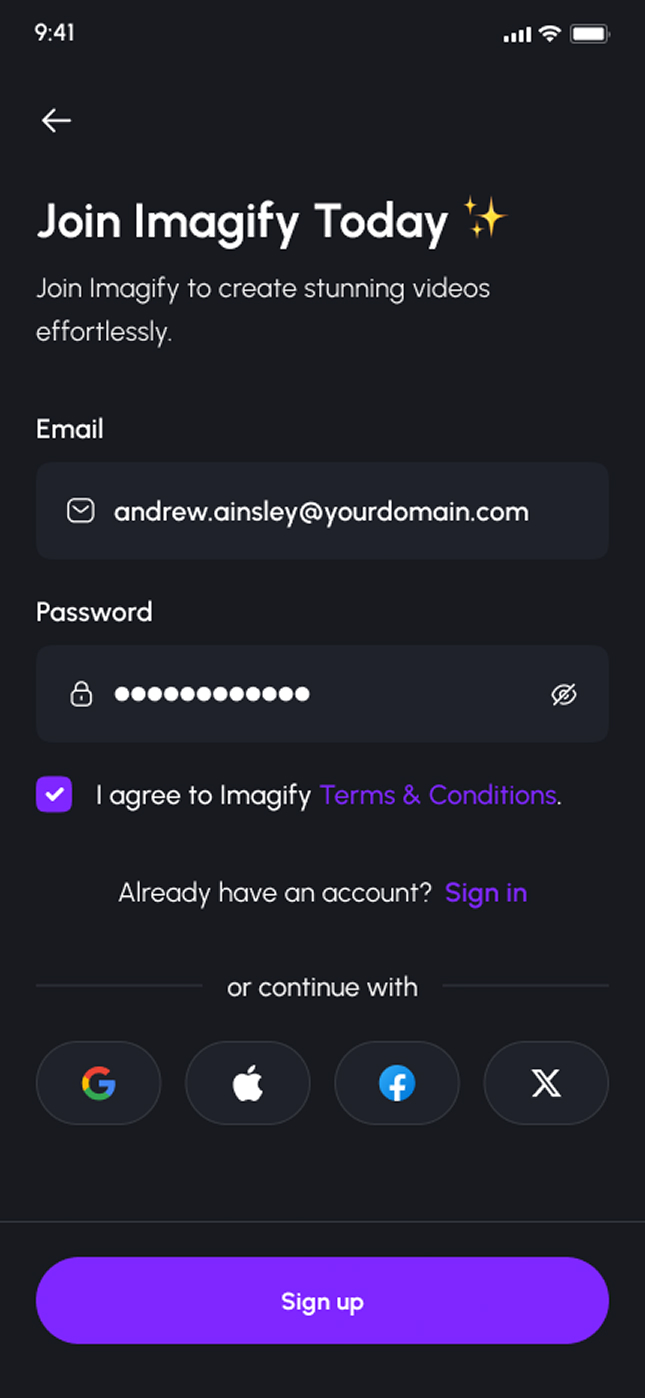 9:41
Join Imagify Today ✨
Join Imagify to create stunning videos
effortlessly.
Email
andrew.ainsley@yourdomain.com
Password
●●●●●●●●●●●●
I agree to Imagify Terms & Conditions.
Already have an account? Sign in
or continue with
Sign up